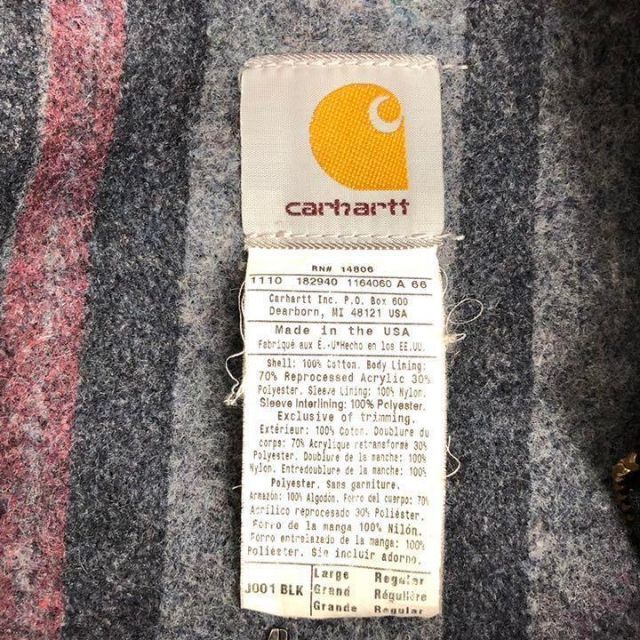 carhartt
RN# 14806
1110 182940 1164060 A 66
Carhartt Inc. P.O. Box 600
Dearborn, MI 48121 USA
Made in the USA
Fabriqué aux É.-U•Hecho en los EE.UU.
Shell: 100% Cotton. Body Lining:
70% Reprocessed Acrylic 30%
Polyester. Sleeve Lining: 100% Nylon.
Sleeve Interlining: 100% Polyester.
Exclusive of trimming.
Extérieur: 100% Coton. Doublure du
corps: 70% Acrylique retransformé 30%
Polyester. Doublure de la manche: 100%
Nylon. Entredoublure de la manche: 100%
Polyester. Sans garniture.
Armazón: 100% Algodón. Forro del cuerpo: 70%
Acrílico reprocesado 30% Poliéster.
Forro de la manga 100% Nilón.
Forro entretelado de la manga: 100%
Poliéster. Sin incluir adorno.
J001 BLK
Large Regular
Grand Régulière
Grande Regular